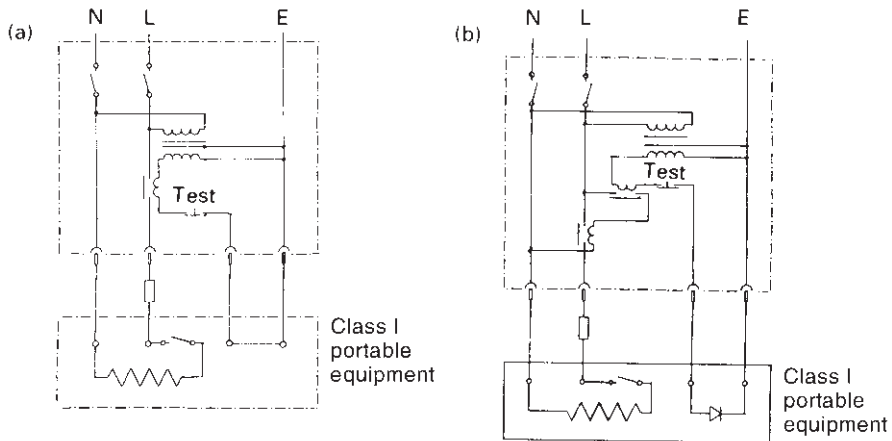 (a)
N L E
Test
Class I
portable
equipment
(b)
N L E
Test
Class I
portable
equipment